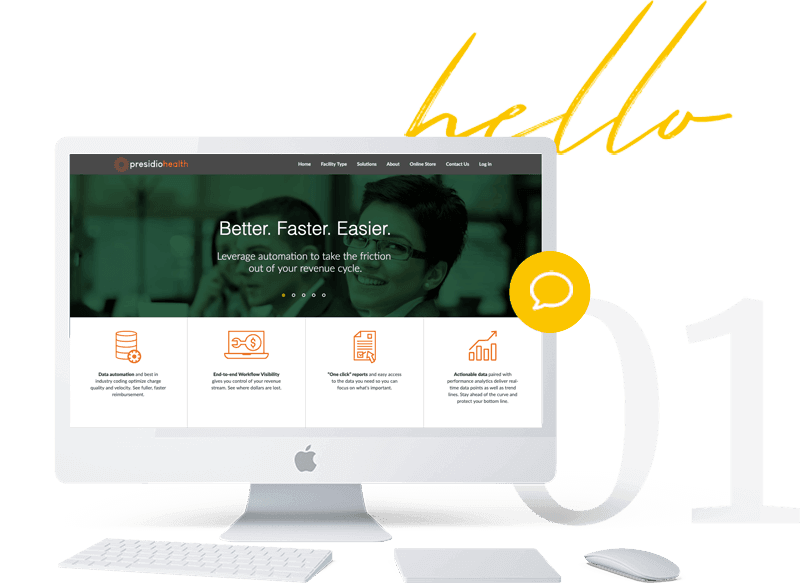 hello
presidiohealth
Home Facility Type Solutions About Online Store Contact Us Log In
Better. Faster. Easier.
Leverage automation to take the friction
out of your revenue cycle.
Data automation and best in
industry coding optimize charge
quality and velocity. See fuller, faster
reimbursement.
End-to-end Workflow Visibility
gives you control of your revenue
stream. See where dollars are lost.
"One click" reports and easy access
to the data you need so you can
focus on what's important.
Actionable data paired with
performance analytics deliver real-
time data points as well as trend
lines. Stay ahead of the curve and
protect your bottom line.
01